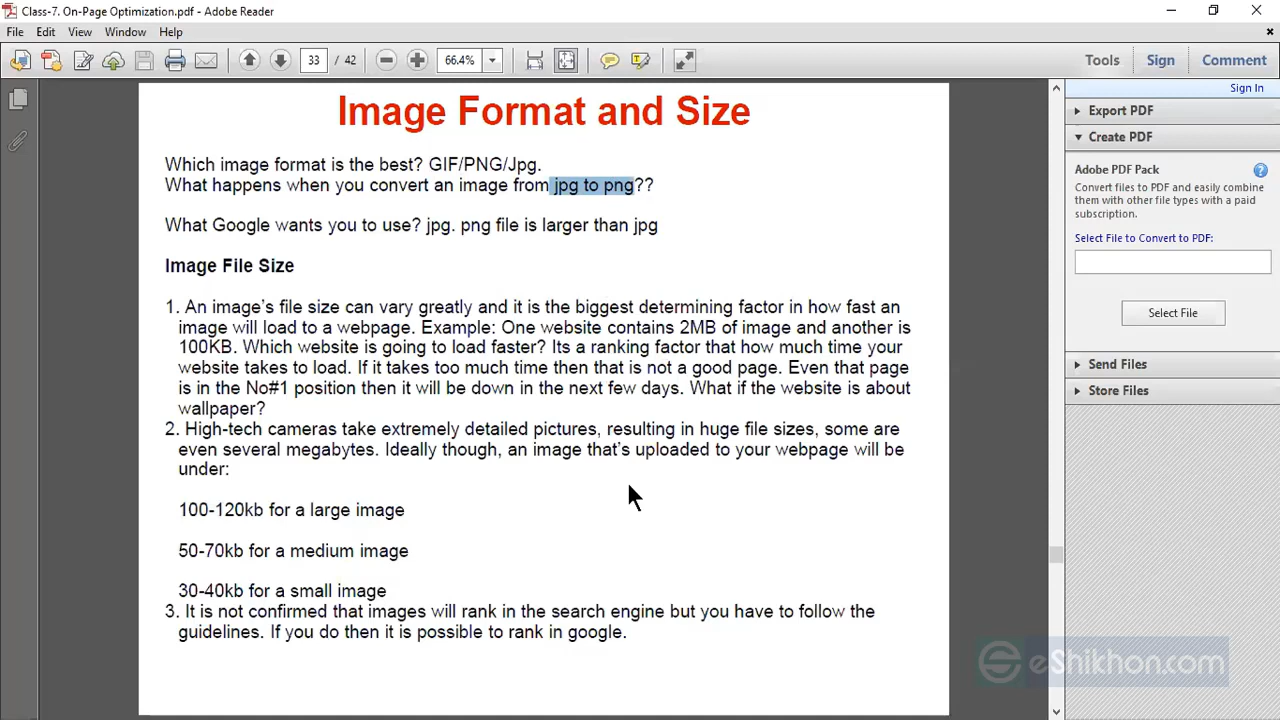 Class-7. On-Page Optimization.pdf - Adobe Reader
File Edit View Window Help
33 / 42 66.4% Tools Sign Comment
Sign In
Export PDF
Create PDF
Adobe PDF Pack
Convert files to PDF and easily combine
them with other file types with a paid
subscription.
Select File to Convert to PDF:
Select File
Send Files
Store Files
Image Format and Size
Which image format is the best? GIF/PNG/Jpg.
What happens when you convert an image from jpg to png??
What Google wants you to use? jpg. png file is larger than jpg
Image File Size
1. An image's file size can vary greatly and it is the biggest determining factor in how fast an
image will load to a webpage. Example: One website contains 2MB of image and another is
100KB. Which website is going to load faster? Its a ranking factor that how much time your
website takes to load. If it takes too much time then that is not a good page. Even that page
is in the No#1 position then it will be down in the next few days. What if the website is about
wallpaper?
2. High-tech cameras take extremely detailed pictures, resulting in huge file sizes, some are
even several megabytes. Ideally though, an image that's uploaded to your webpage will be
under:
100-120kb for a large image
50-70kb for a medium image
30-40kb for a small image
3. It is not confirmed that images will rank in the search engine but you have to follow the
guidelines. If you do then it is possible to rank in google.
eShikhon.com